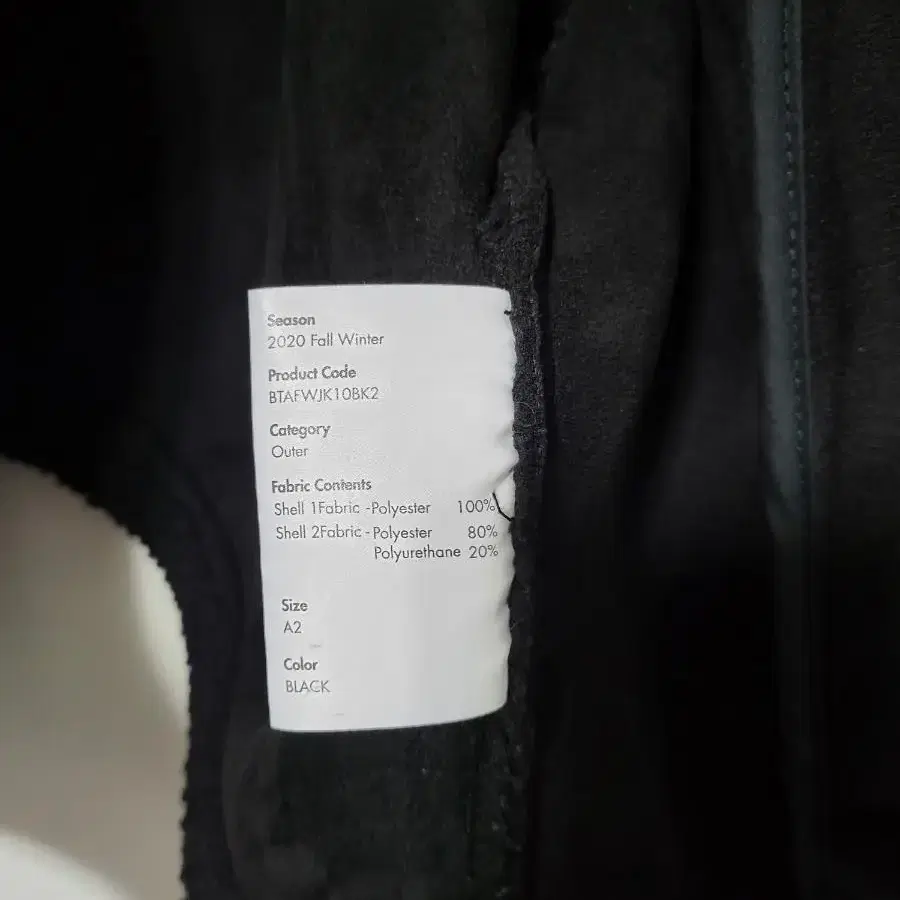 Season
2020 Fall Winter
Product Code
BTAFWJK10BK2
Category
Outer
Fabric Contents
Shell 1Fabric -Polyester 100%
Shell 2Fabric -Polyester 80%
Polyurethane 20%
Size
A2
Color
BLACK